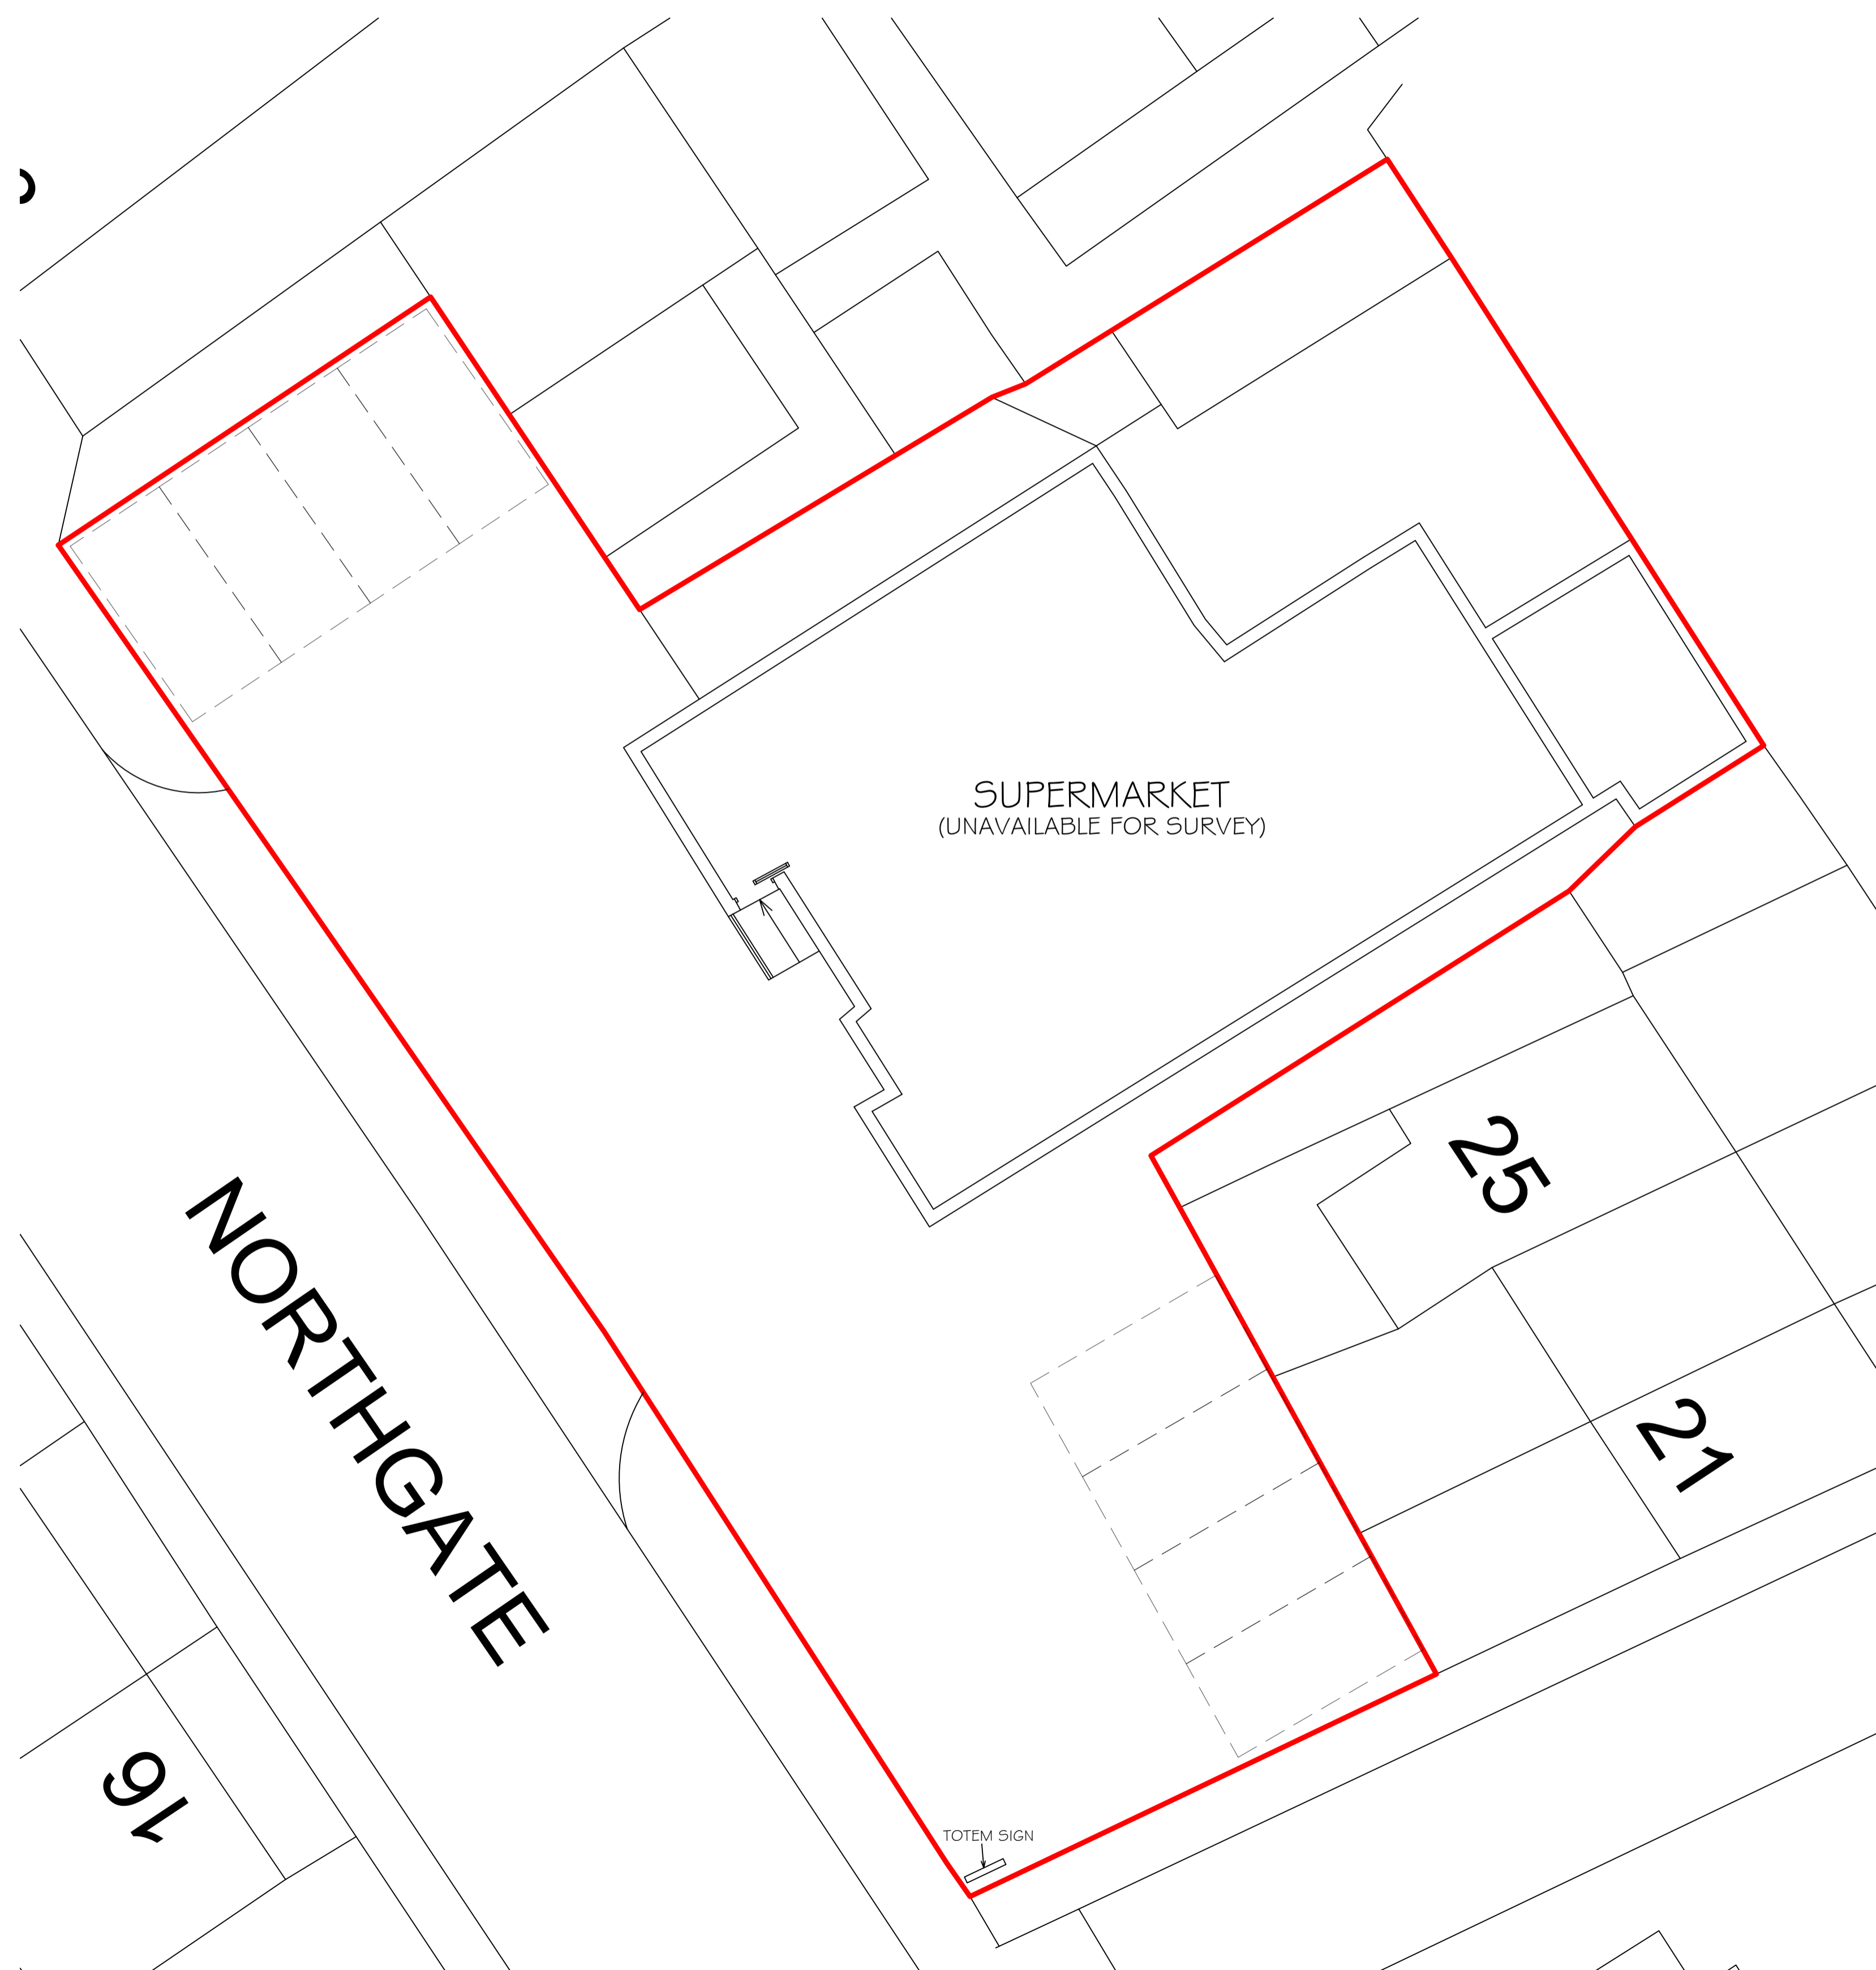 SUPERMARKET
(UNAVAILABLE FOR SURVEY)
25
NORTHGATE
21
16
TOTEM SIGN